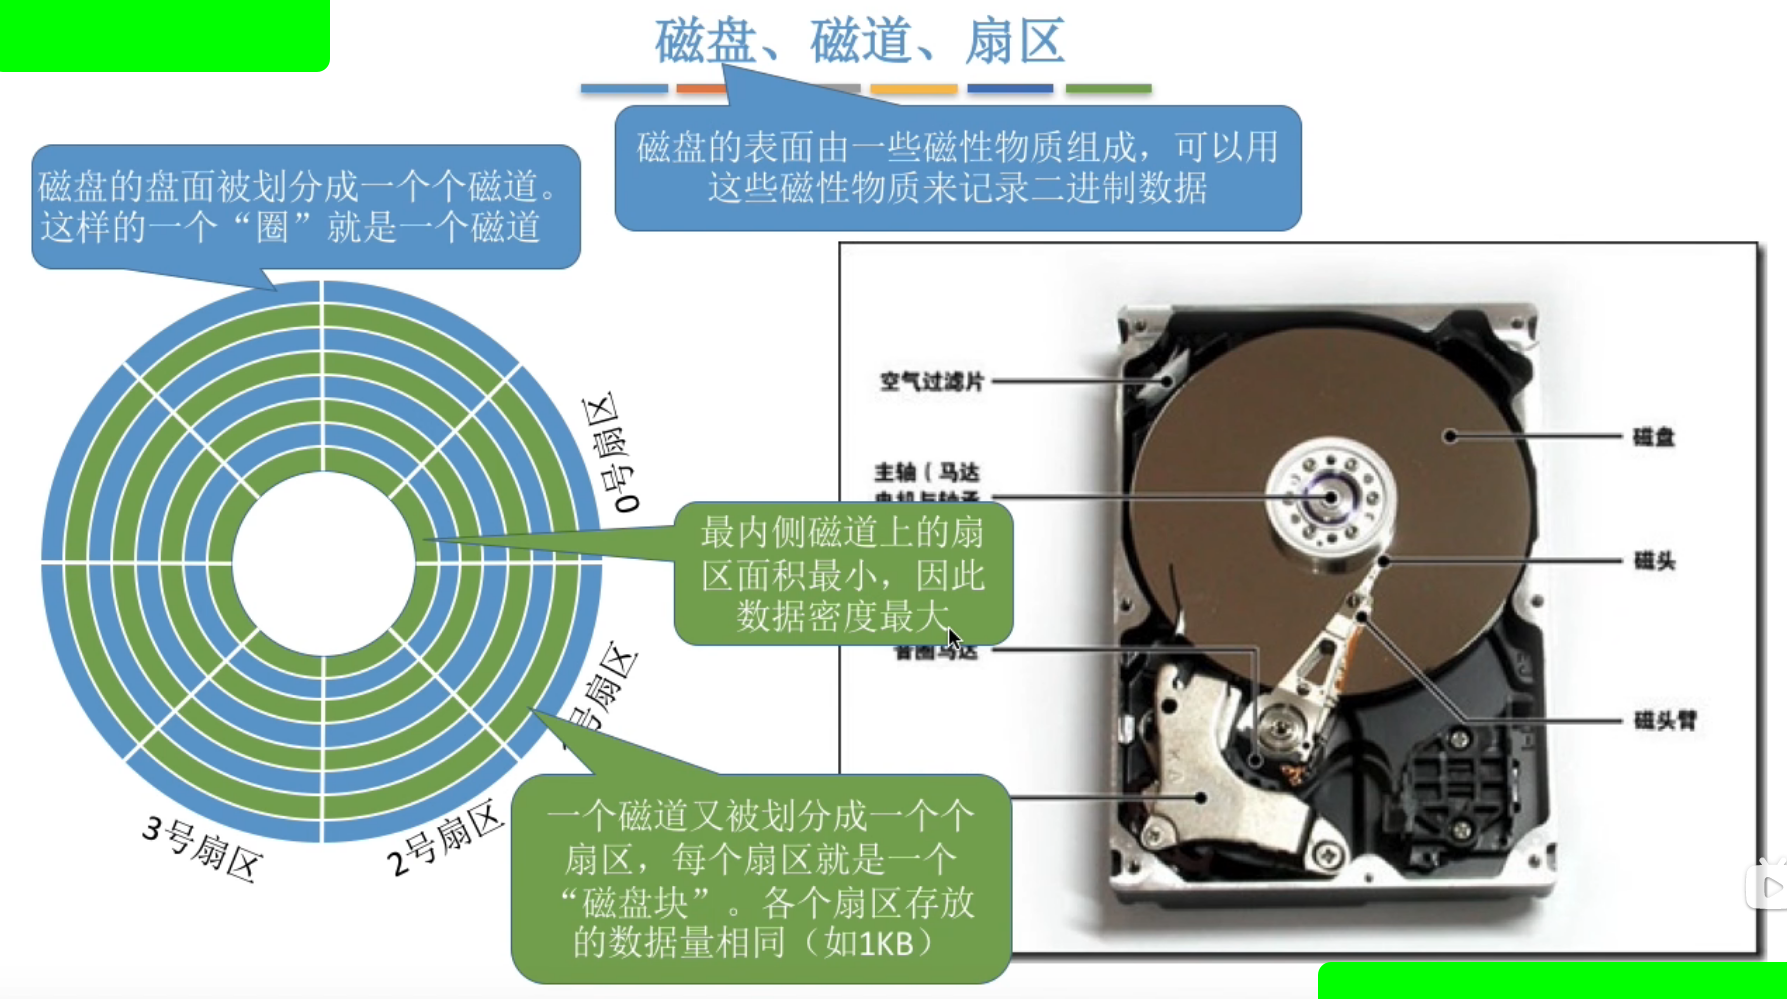 磁盘、磁道、扇区
磁盘的表面由一些磁性物质组成，可以用
这些磁性物质来记录二进制数据
磁盘的盘面被划分成一个个磁道。
这样的一个“圈”就是一个磁道
0号扇区
号扇区
2号扇区
3号扇区
最内侧磁道上的扇
区面积最小，因此
数据密度最大
一个磁道又被划分成一个个
扇区，每个扇区就是一个
“磁盘块”。各个扇区存放
的数据量相同（如1KB）
空气过滤片
主轴（马达
电机与轴承
音圈马达
磁盘
磁头
磁头臂